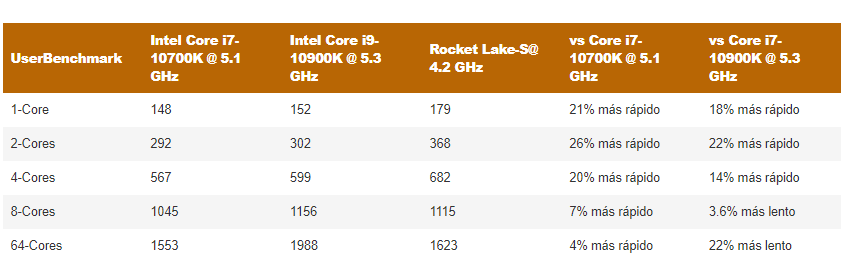 UserBenchmark Intel Core i7-10700K @ 5.1 GHz Intel Core i9-10900K @ 5.3 GHz Rocket Lake-S@ 4.2 GHz vs Core i7-10700K @ 5.1 GHz vs Core i7-10900K @ 5.3 GHz
1-Core 148 152 179 21% más rápido 18% más rápido
2-Cores 292 302 368 26% más rápido 22% más rápido
4-Cores 567 599 682 20% más rápido 14% más rápido
8-Cores 1045 1156 1115 7% más rápido 3.6% más lento
64-Cores 1553 1988 1623 4% más rápido 22% más lento